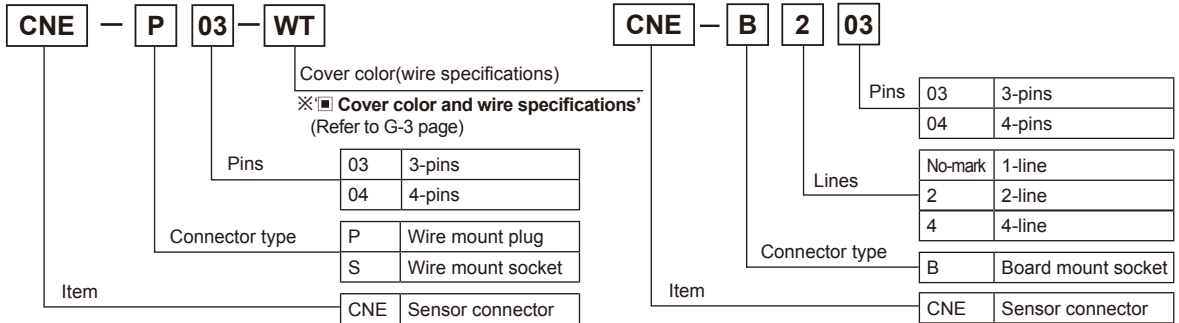 CNE — P 03 — WT
Cover color(wire specifications)
※'▣ Cover color and wire specifications'
(Refer to G-3 page)
Pins
03 3-pins
04 4-pins
Connector type
P Wire mount plug
S Wire mount socket
Item
CNE Sensor connector
CNE — B 2 03
Pins
03 3-pins
04 4-pins
Lines
No-mark 1-line
2 2-line
4 4-line
Connector type
B Board mount socket
Item
CNE Sensor connector